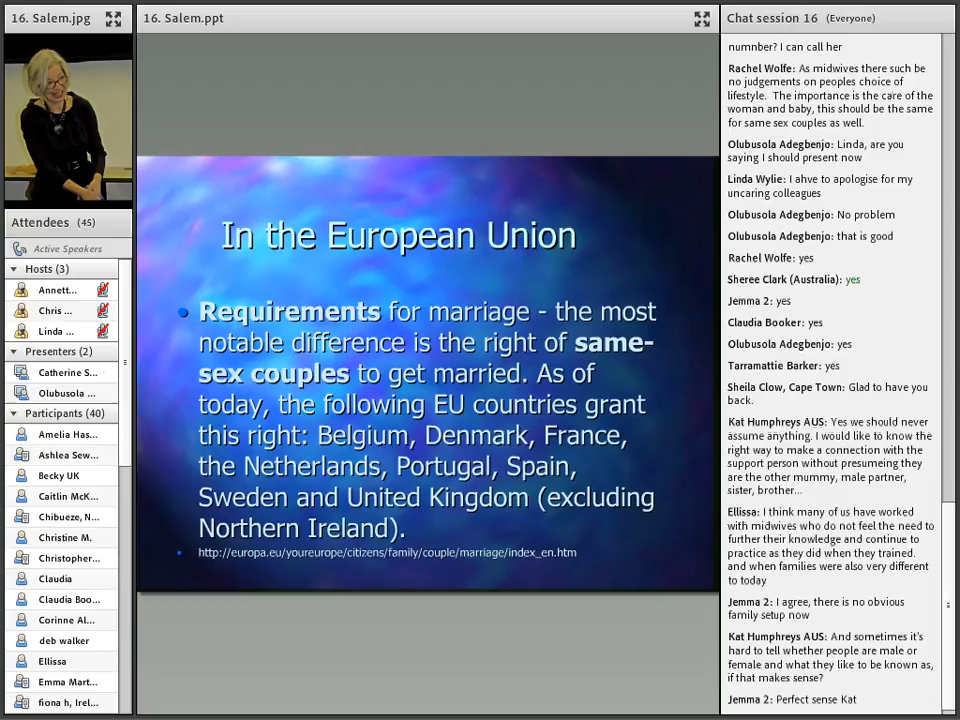 16. Salem.jpg
16. Salem.ppt
Chat session 16 (Everyone)
Attendees (45)
Active Speakers
Hosts (3)
Annett...
Chris ...
Linda ...
Presenters (2)
Catherine S...
Olubusola ...
Participants (40)
Amelia Has...
Ashlea Sew...
Becky UK
Caitlin McK...
Chibueze, N...
Christine M.
Christopher...
Claudia
Claudia Boo...
Corinne Al...
deb walker
Ellissa
Emma Mart...
fiona h, Irel...
In the European Union
• Requirements for marriage - the most
notable difference is the right of same-
sex couples to get married. As of
today, the following EU countries grant
this right: Belgium, Denmark, France,
the Netherlands, Portugal, Spain,
Sweden and United Kingdom (excluding
Northern Ireland).
• http://europa.eu/youreurope/citizens/family/couple/marriage/index_en.htm
numnber? I can call her
Rachel Wolfe: As midwives there such be
no judgements on peoples choice of
lifestyle. The importance is the care of the
woman and baby, this should be the same
for same sex couples as well.
Olubusola Adegbenjo: Linda, are you
saying I should present now
Linda Wylie: I ahve to apologise for my
uncaring colleagues
Olubusola Adegbenjo: No problem
Olubusola Adegbenjo: that is good
Rachel Wolfe: yes
Sheree Clark (Australia): yes
Jemma 2: yes
Claudia Booker: yes
Olubusola Adegbenjo: yes
Tarramattie Barker: yes
Sheila Clow, Cape Town: Glad to have you
back.
Kat Humphreys AUS: Yes we should never
assume anything. I would like to know the
right way to make a connection with the
support person without presumeing they
are the other mummy, male partner,
sister, brother...
Ellissa: I think many of us have worked
with midwives who do not feel the need to
further their knowledge and continue to
practice as they did when they trained.
and when families were also very different
to today
Jemma 2: I agree, there is no obvious
family setup now
Kat Humphreys AUS: And sometimes it's
hard to tell whether people are male or
female and what they like to be known as,
if that makes sense?
Jemma 2: Perfect sense Kat